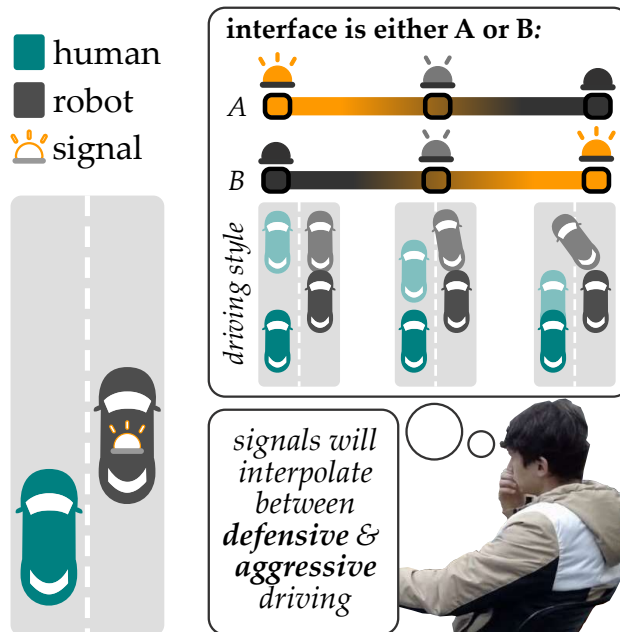 human
robot
signal
interface is either A or B:
A
B
driving style
signals will
interpolate
between
defensive &
aggressive
driving